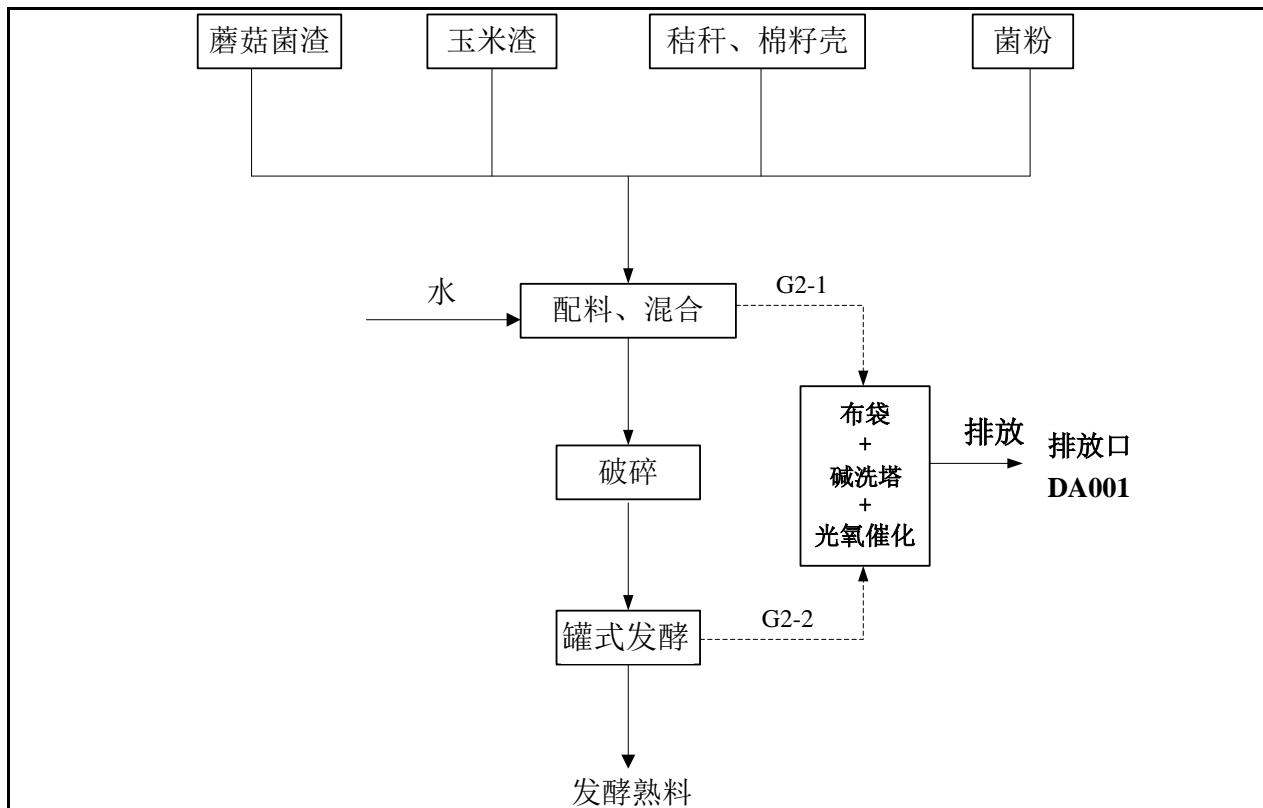 蘑菇菌渣
玉米渣
秸秆、棉籽壳
菌粉
水
配料、混合
G2-1
布袋
+
碱洗塔
+
光氧催化
排放
排放口
DA001
破碎
罐式发酵
G2-2
发酵熟料